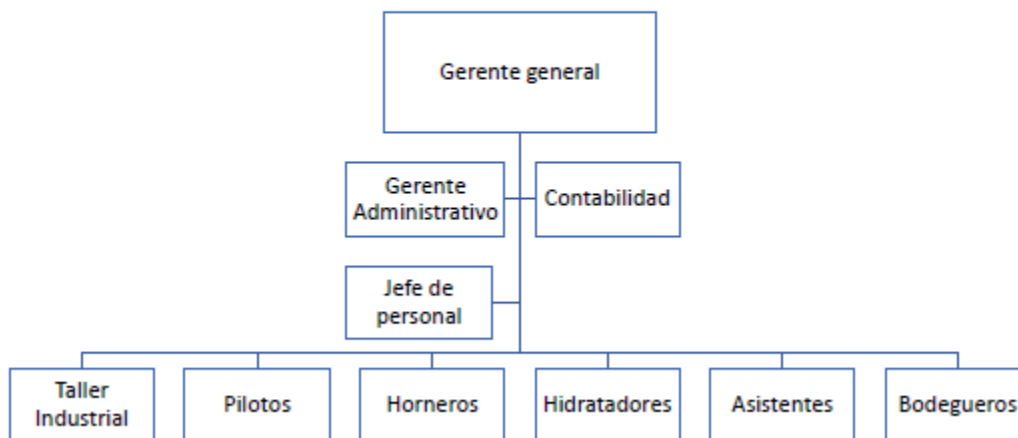 Gerente general
Gerente
Administrativo
Contabilidad
Jefe de
personal
Taller
Industrial
Pilotos
Horneros
Hidratadores
Asistentes
Bodegueros